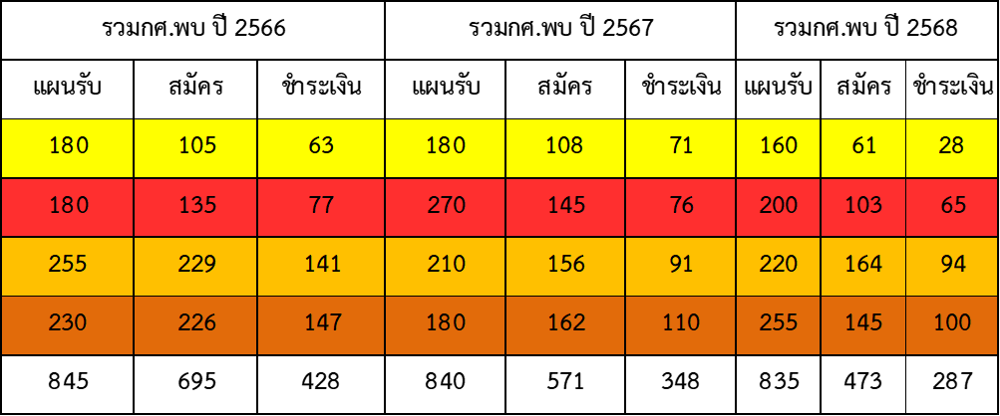 รวมกศ.พบ ปี 2566 รวมกศ.พบ ปี 2567 รวมกศ.พบ ปี 2568
แผนรับ สมัคร ชำระเงิน แผนรับ สมัคร ชำระเงิน แผนรับ สมัคร ชำระเงิน
180 105 63 180 108 71 160 61 28
180 135 77 270 145 76 200 103 65
255 229 141 210 156 91 220 164 94
230 226 147 180 162 110 255 145 100
845 695 428 840 571 348 835 473 287